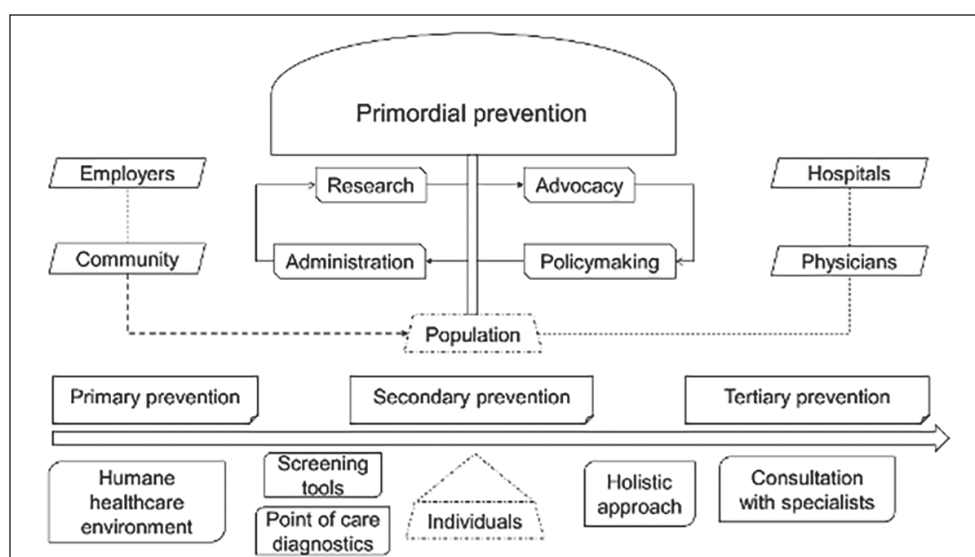 Primordial prevention
Employers
Research
Advocacy
Hospitals
Community
Administration
Policymaking
Physicians
Population
Primary prevention
Secondary prevention
Tertiary prevention
Humane
healthcare
environment
Screening
tools
Point of care
diagnostics
Individuals
Holistic
approach
Consultation
with specialists